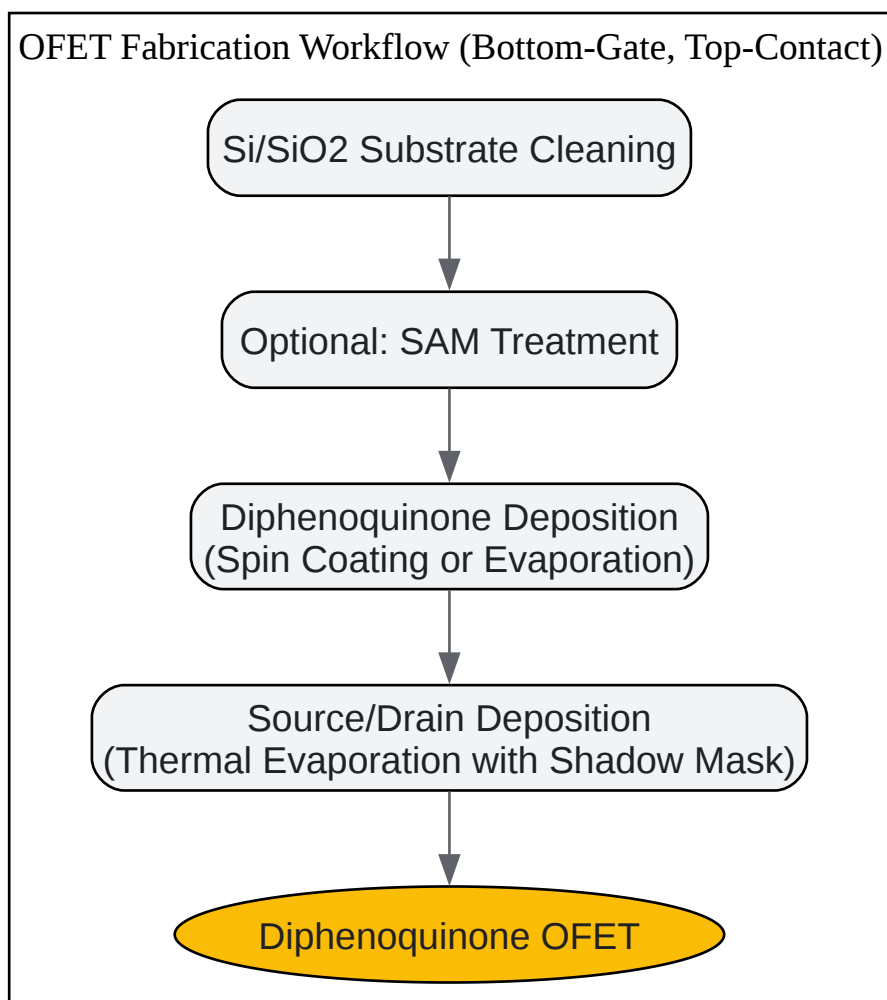 OFET Fabrication Workflow (Bottom-Gate, Top-Contact)
Si/SiO2 Substrate Cleaning
Optional: SAM Treatment
Diphenoquinone Deposition
(Spin Coating or Evaporation)
Source/Drain Deposition
(Thermal Evaporation with Shadow Mask)
Diphenoquinone OFET